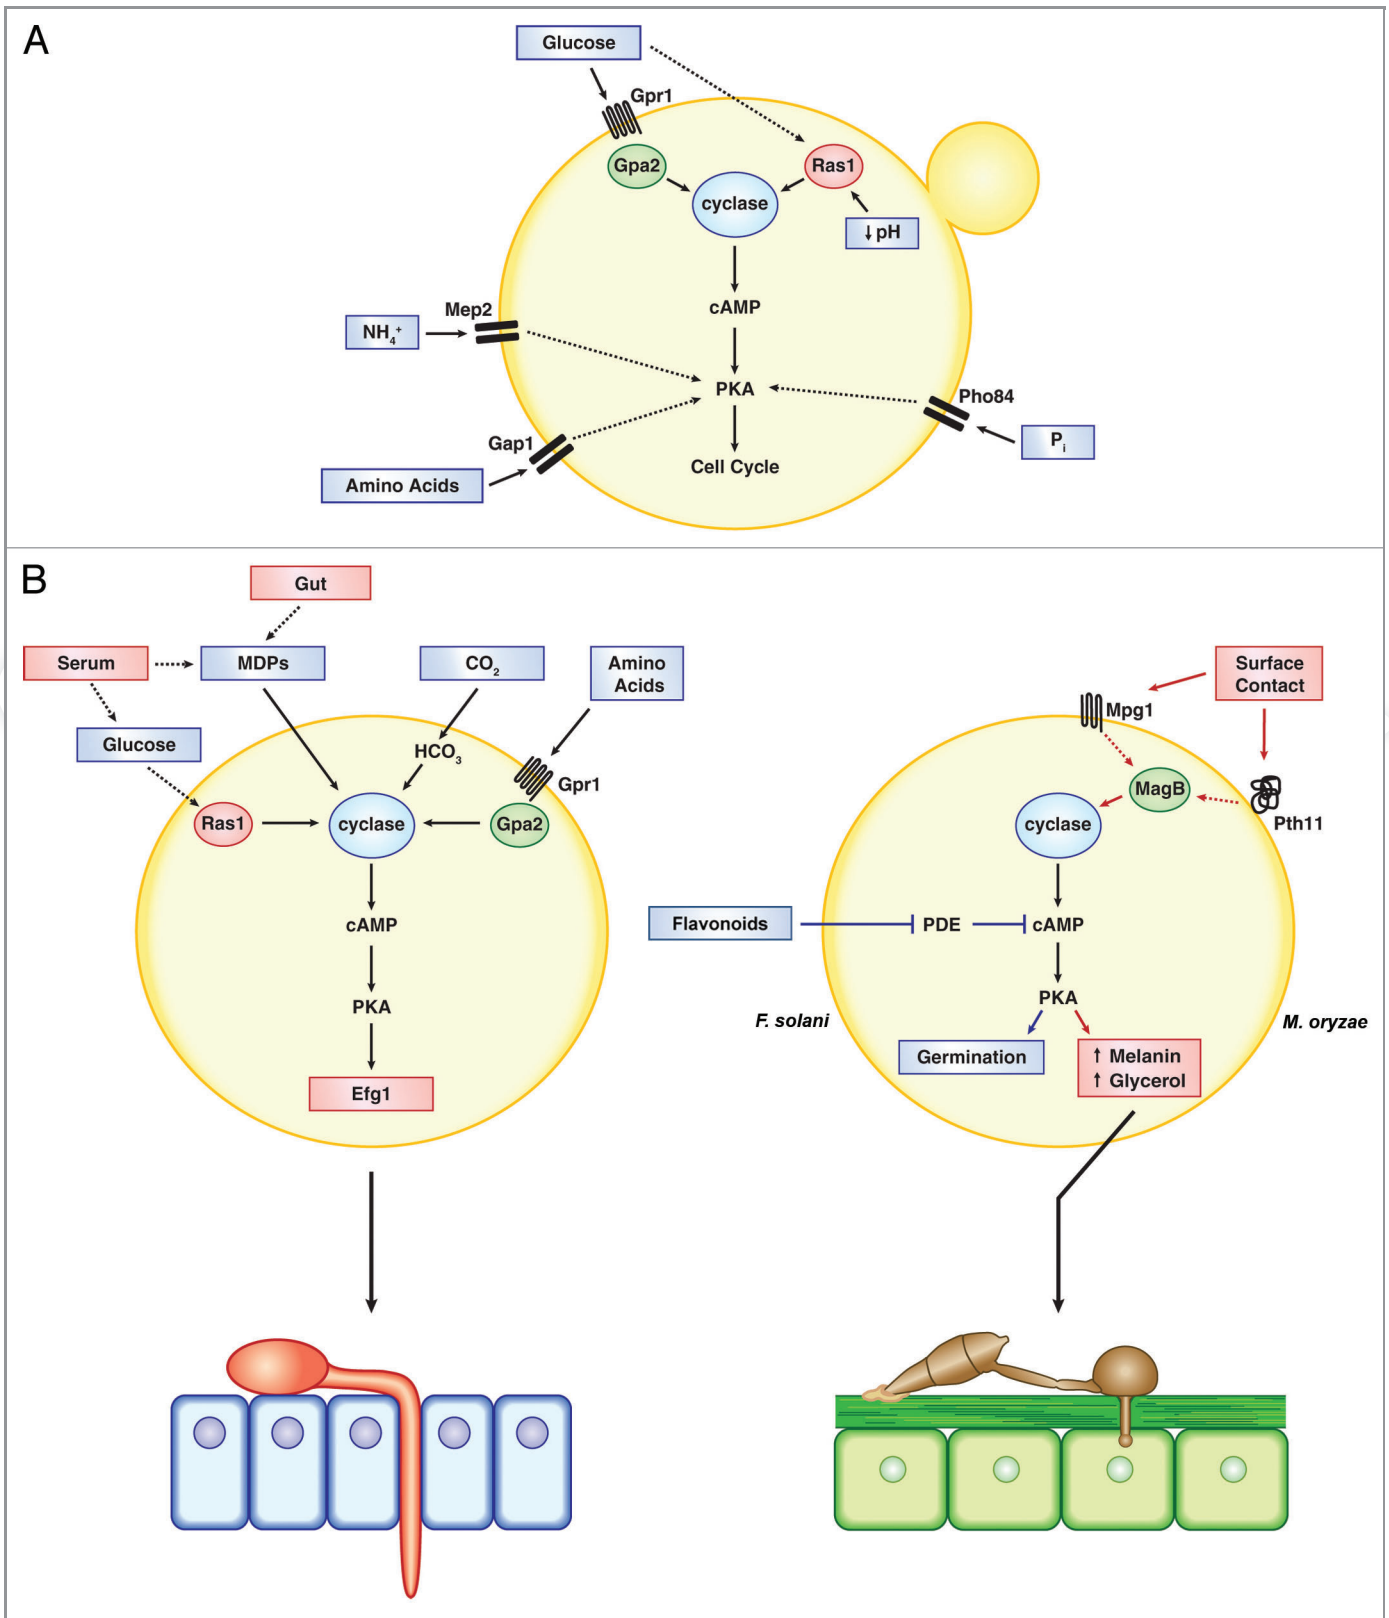 A
Glucose
Gpr1
Gpa2
Ras1
cyclase
↓ pH
cAMP
Mep2
NH₄⁺
PKA
Pho84
Pᵢ
Gap1
Amino Acids
Cell Cycle
B
Gut
Serum
MDPs
CO₂
Amino
Acids
Glucose
HCO₃
Gpr1
Ras1
cyclase
Gpa2
cAMP
PKA
Efg1
Surface
Contact
Mpg1
MagB
Pth11
cyclase
Flavonoids
PDE
cAMP
PKA
F. solani
M. oryzae
Germination
↑ Melanin
↑ Glycerol